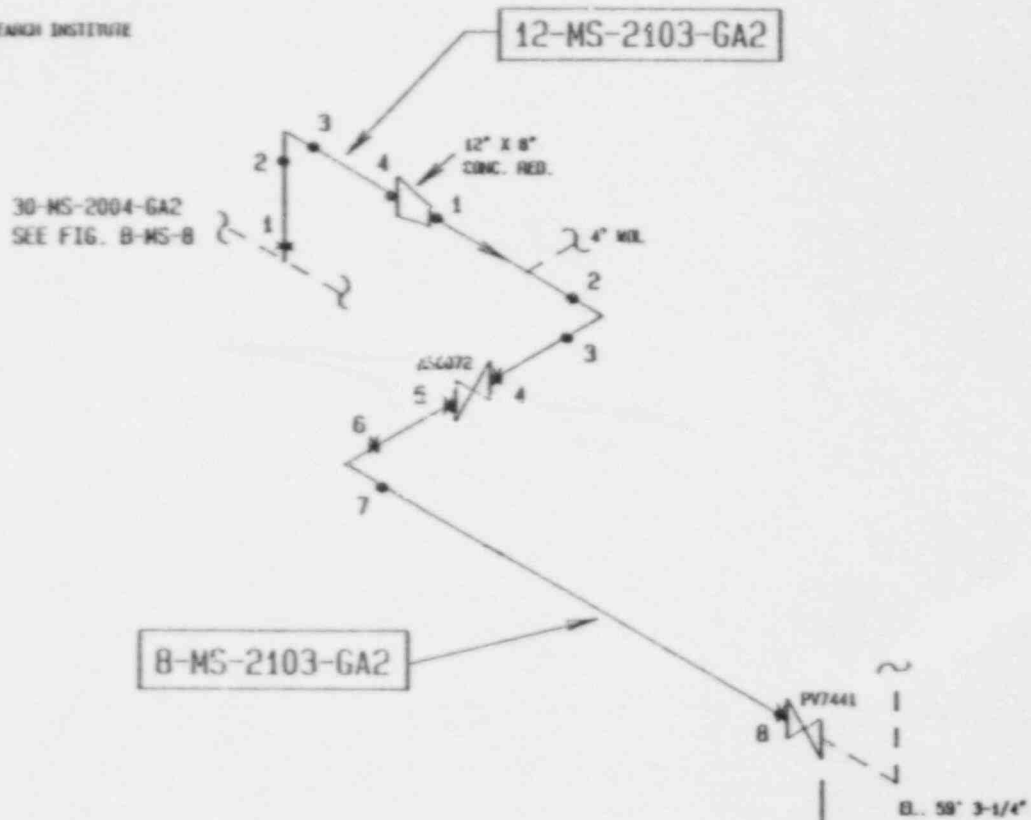 INSTITUTE
12-MS-2103-GA2
3
2
12" X 8"
CONC. RED.
4
1
30-MS-2004-GA2
SEE FIG. B-MS-8
1
4" WOL
2
3
4
5
6
7
8-MS-2103-GA2
PV7441
8
EL. 59' 3-1/4"